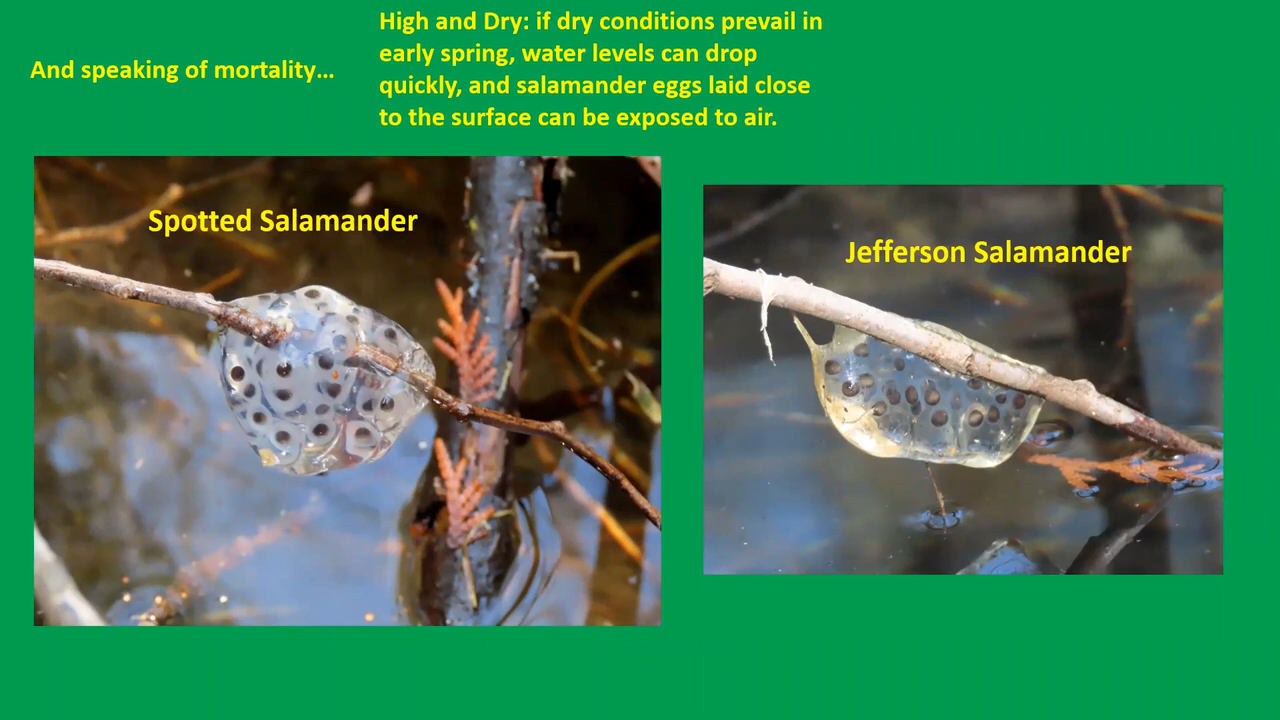 And speaking of mortality…
High and Dry: if dry conditions prevail in
early spring, water levels can drop
quickly, and salamander eggs laid close
to the surface can be exposed to air.
Spotted Salamander
Jefferson Salamander